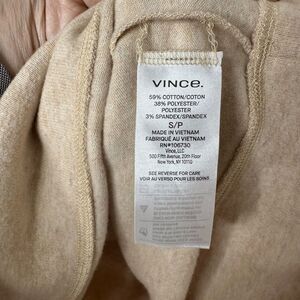 VINCE.
59% COTTON/COTON
38% POLYESTER/
POLYESTER
3% SPANDEX/SPANDEX
S/P
MADE IN VIETNAM
FABRIQUÉ AU VIETNAM
RN#106730
Vince, LLC
500 Fifth Avenue, 20th Floor
New York, NY 10110
SEE REVERSE FOR CARE
VOIR AU VERSO POUR LES SOINS